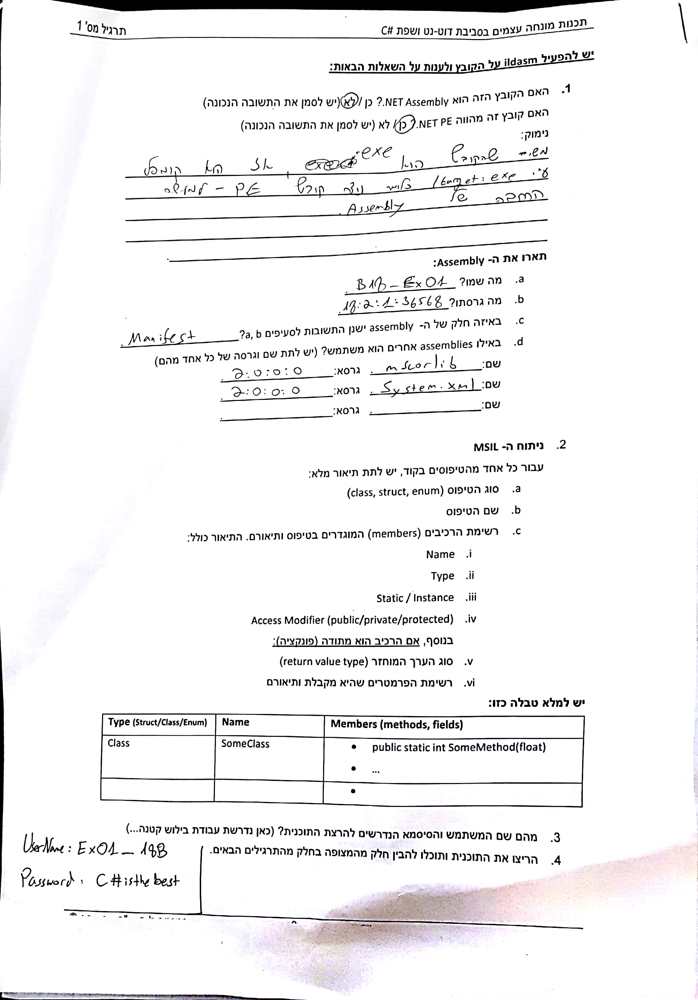 תכנות מונחה עצמים בסביבת דוט-נט ושפת C#
תרגיל מס' 1
יש להפעיל ildasm על הקובץ ולענות על השאלות הבאות:
1. האם הקובץ הזה הוא .NET Assembly? כן / לא (יש לסמן את התשובה הנכונה)
האם קובץ זה מהווה .NET PE? כן / לא (יש לסמן את התשובה הנכונה)
נימוק:
משום שהקובץ הוא .exe, אז הוא קומפל
ע"י /target: exe כלומר נוצר קובץ PE -
הרחבה של Assembly.
תארו את ה- Assembly:
a. מה שמו? B18_Ex01.
b. מה גרסתו? 18:2:1:36568.
c. באיזה חלק של ה- assembly ישנן התשובות לסעיפים a, b? Manifest.
d. באילו assemblies אחרים הוא משתמש? (יש לתת שם וגרסה של כל אחד מהם)
שם: mscorlib. גרסא: 2:0:0:0.
שם: System.xml. גרסא: 2:0:0:0.
שם: . גרסא: .
2. ניתוח ה- MSIL
עבור כל אחד מהטיפוסים בקוד, יש לתת תיאור מלא:
a. סוג הטיפוס (class, struct, enum)
b. שם הטיפוס
c. רשימת הרכיבים (members) המוגדרים בטיפוס ותיאורם. התיאור כולל:
i. Name
ii. Type
iii. Static / Instance
iv. Access Modifier (public/private/protected)
בנוסף, אם הרכיב הוא מתודה (פונקציה):
v. סוג הערך המוחזר (return value type)
vi. רשימת הפרמטרים שהיא מקבלת ותיאורם
יש למלא טבלה כזו:
Type (Struct/Class/Enum) Name Members (methods, fields)
Class SomeClass • public static int SomeMethod(float)
• ...
•
3. מהם שם המשתמש והסיסמא הנדרשים להרצת התוכנית? (כאן נדרשת עבודת בילוש קטנה...)
4. הריצו את התוכנית ותוכלו להבין חלק מהמצופה בחלק מהתרגילים הבאים.
UserName: Ex01_18B
Password: C#isthebest